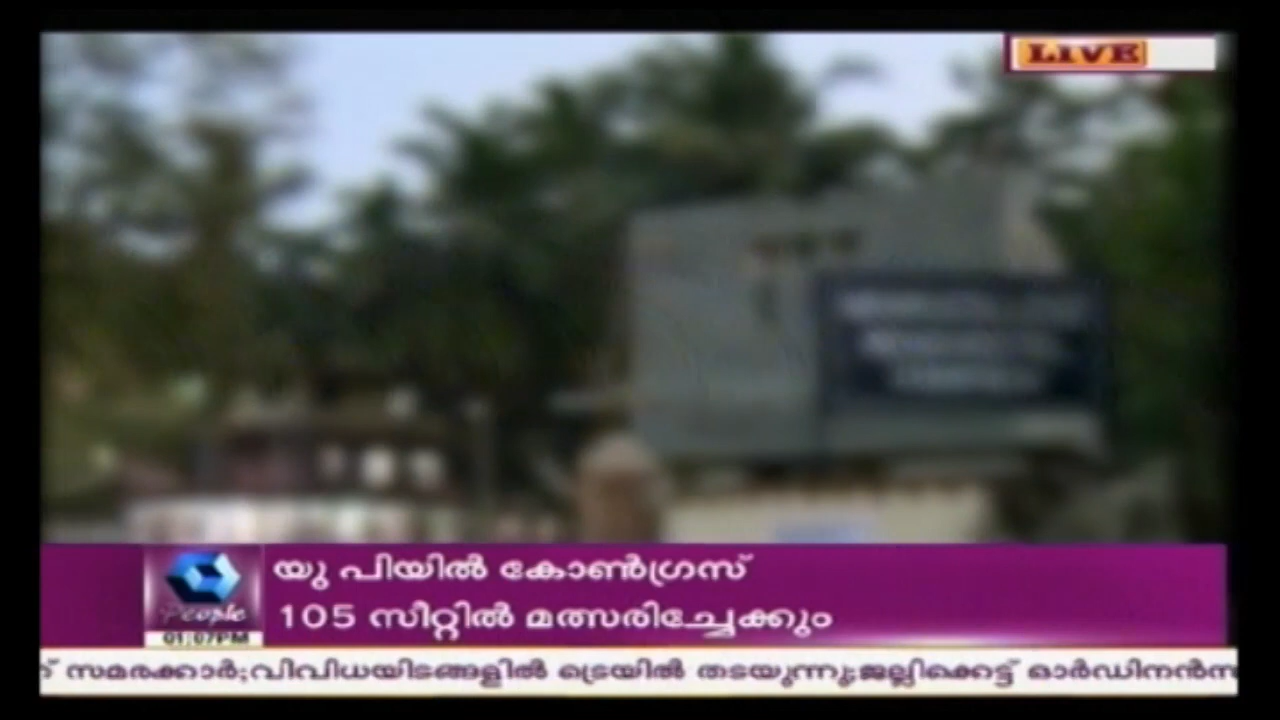 LIVE
യു പിയിൽ കോൺഗ്രസ്
105 സീറ്റിൽ മത്സരിച്ചേക്കും
People
01:07PM
സമരക്കാർ;വിവിധയിടങ്ങളിൽ ട്രെയിൽ തടയുന്നു;ജല്ലിക്കെട്ട് ഓർഡിനൻസ